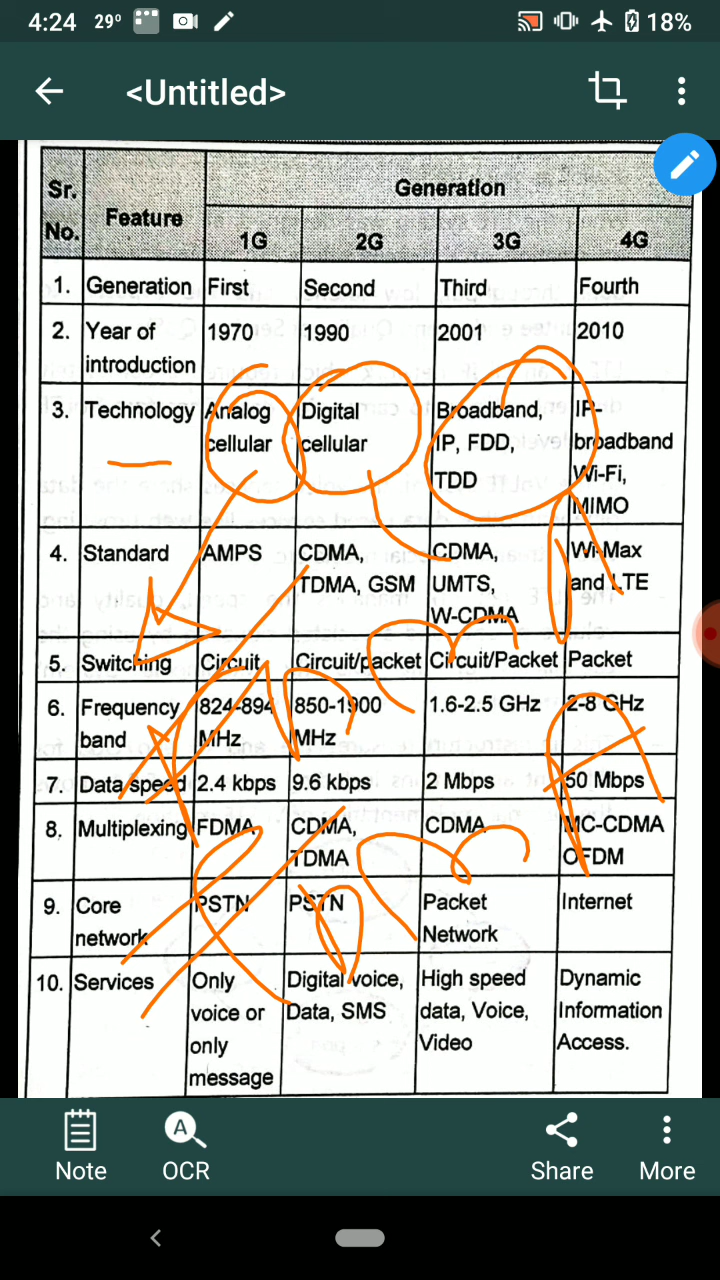 4:24 29° 18%
<Untitled>
Sr. No. Feature Generation
1G 2G 3G 4G
1. Generation First Second Third Fourth
2. Year of introduction 1970 1990 2001 2010
3. Technology Analog cellular Digital cellular Broadband, IP, FDD, TDD IP-broadband Wi-Fi, MIMO
4. Standard AMPS CDMA, TDMA, GSM CDMA, UMTS, W-CDMA Wi-Max and LTE
5. Switching Circuit Circuit/packet Circuit/Packet Packet
6. Frequency band 824-894 MHz 850-1900 MHz 1.6-2.5 GHz 2-8 GHz
7. Data speed 2.4 kbps 9.6 kbps 2 Mbps 50 Mbps
8. Multiplexing FDMA CDMA, TDMA CDMA MC-CDMA OFDM
9. Core network PSTN PSTN Packet Network Internet
10. Services Only voice or only message Digital voice, Data, SMS High speed data, Voice, Video Dynamic Information Access.
Note OCR Share More